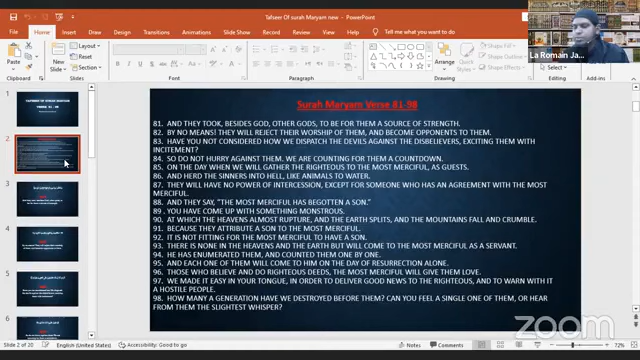 Tafseer Of surah Maryam new - PowerPoint
File
Home
Insert
Design
Transitions
Animations
Slide Show
Record
Review
View
Help
Tell me what you want to do
Paste
New
Slide
Layout
Reset
Section
Arrange
Quick
Styles
Shape Fill
Shape Outline
Shape Effects
Select
La Romain Ja...
Clipboard
Slides
Font
Paragraph
Drawing
1
2
3
4
5
Surah Maryam Verse 81-98
81. AND THEY TOOK, BESIDES GOD, OTHER GODS, TO BE FOR THEM A SOURCE OF STRENGTH.
82. BY NO MEANS! THEY WILL REJECT THEIR WORSHIP OF THEM, AND BECOME OPPONENTS TO THEM.
83. HAVE YOU NOT CONSIDERED HOW WE DISPATCH THE DEVILS AGAINST THE DISBELIEVERS, EXCITING THEM WITH
INCITEMENT?
84. SO DO NOT HURRY AGAINST THEM. WE ARE COUNTING FOR THEM A COUNTDOWN.
85. ON THE DAY WHEN WE WILL GATHER THE RIGHTEOUS TO THE MOST MERCIFUL, AS GUESTS.
86. AND HERD THE SINNERS INTO HELL, LIKE ANIMALS TO WATER.
87. THEY WILL HAVE NO POWER OF INTERCESSION, EXCEPT FOR SOMEONE WHO HAS AN AGREEMENT WITH THE MOST
MERCIFUL.
88. AND THEY SAY, "THE MOST MERCIFUL HAS BEGOTTEN A SON."
89. YOU HAVE COME UP WITH SOMETHING MONSTROUS.
90. AT WHICH THE HEAVENS ALMOST RUPTURE, AND THE EARTH SPLITS, AND THE MOUNTAINS FALL AND CRUMBLE.
91. BECAUSE THEY ATTRIBUTE A SON TO THE MOST MERCIFUL.
92. IT IS NOT FITTING FOR THE MOST MERCIFUL TO HAVE A SON.
93. THERE IS NONE IN THE HEAVENS AND THE EARTH BUT WILL COME TO THE MOST MERCIFUL AS A SERVANT.
94. HE HAS ENUMERATED THEM, AND COUNTED THEM ONE BY ONE.
95. AND EACH ONE OF THEM WILL COME TO HIM ON THE DAY OF RESURRECTION ALONE.
96. THOSE WHO BELIEVE AND DO RIGHTEOUS DEEDS, THE MOST MERCIFUL WILL GIVE THEM LOVE.
97. WE MADE IT EASY IN YOUR TONGUE, IN ORDER TO DELIVER GOOD NEWS TO THE RIGHTEOUS, AND TO WARN WITH IT
A HOSTILE PEOPLE.
98. HOW MANY A GENERATION HAVE WE DESTROYED BEFORE THEM? CAN YOU FEEL A SINGLE ONE OF THEM, OR HEAR
FROM THEM THE SLIGHTEST WHISPER?
zoom
Slide 2 of 20
English (United States)
Accessibility: Good to go
Notes
Comments
72%